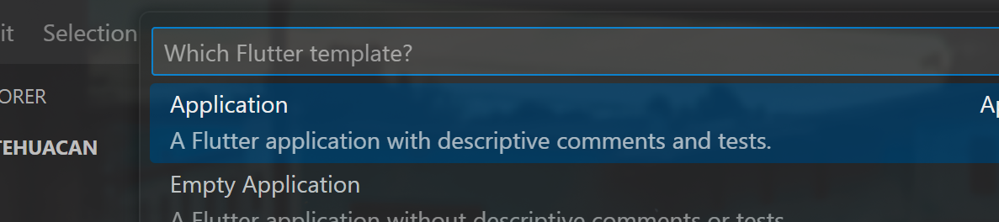 it Selection
Which Flutter template?
ORER
Application Ap
A Flutter application with descriptive comments and tests.
TEHUACAN
Empty Application
A Flutter application without descriptive comments or tests